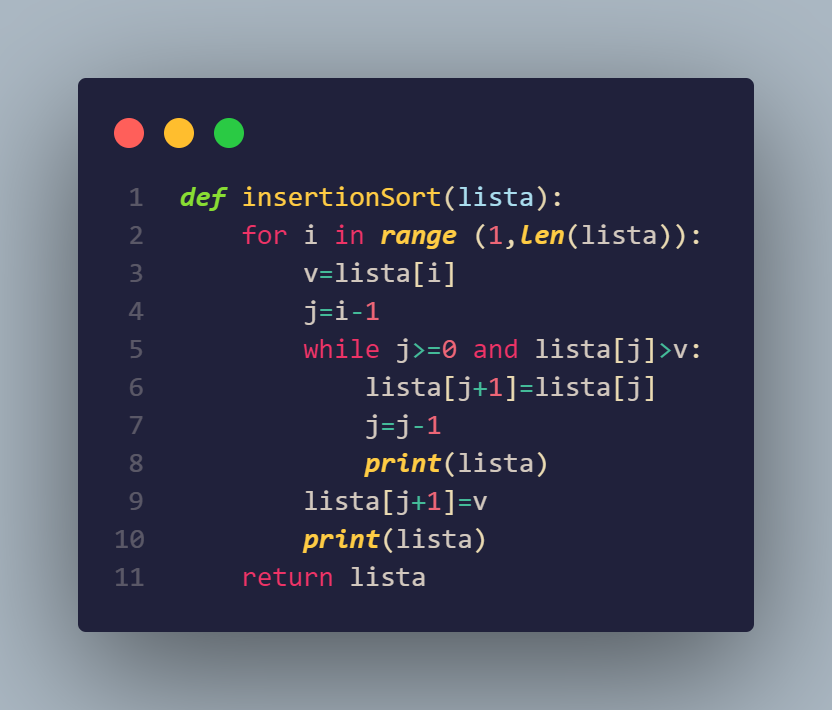 1 def insertionSort(lista):
2     for i in range (1,len(lista)):
3         v=lista[i]
4         j=i-1
5         while j>=0 and lista[j]>v:
6             lista[j+1]=lista[j]
7             j=j-1
8             print(lista)
9         lista[j+1]=v
10         print(lista)
11     return lista